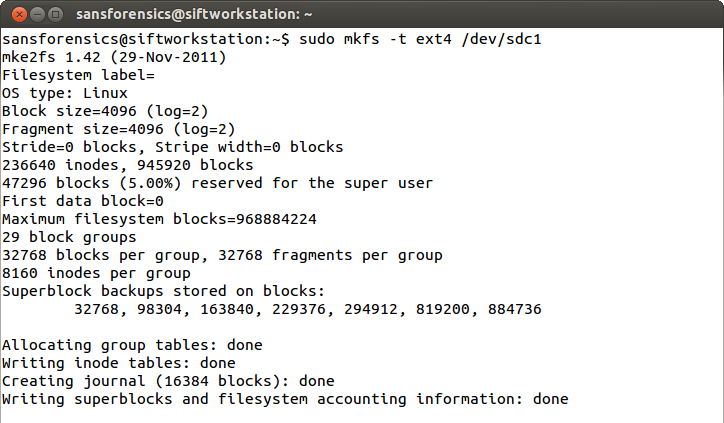 sansforensics@siftworkstation: ~
sansforensics@siftworkstation:~$ sudo mkfs -t ext4 /dev/sdc1
mke2fs 1.42 (29-Nov-2011)
Filesystem label=
OS type: Linux
Block size=4096 (log=2)
Fragment size=4096 (log=2)
Stride=0 blocks, Stripe width=0 blocks
236640 inodes, 945920 blocks
47296 blocks (5.00%) reserved for the super user
First data block=0
Maximum filesystem blocks=968884224
29 block groups
32768 blocks per group, 32768 fragments per group
8160 inodes per group
Superblock backups stored on blocks:
        32768, 98304, 163840, 229376, 294912, 819200, 884736

Allocating group tables: done
Writing inode tables: done
Creating journal (16384 blocks): done
Writing superblocks and filesystem accounting information: done